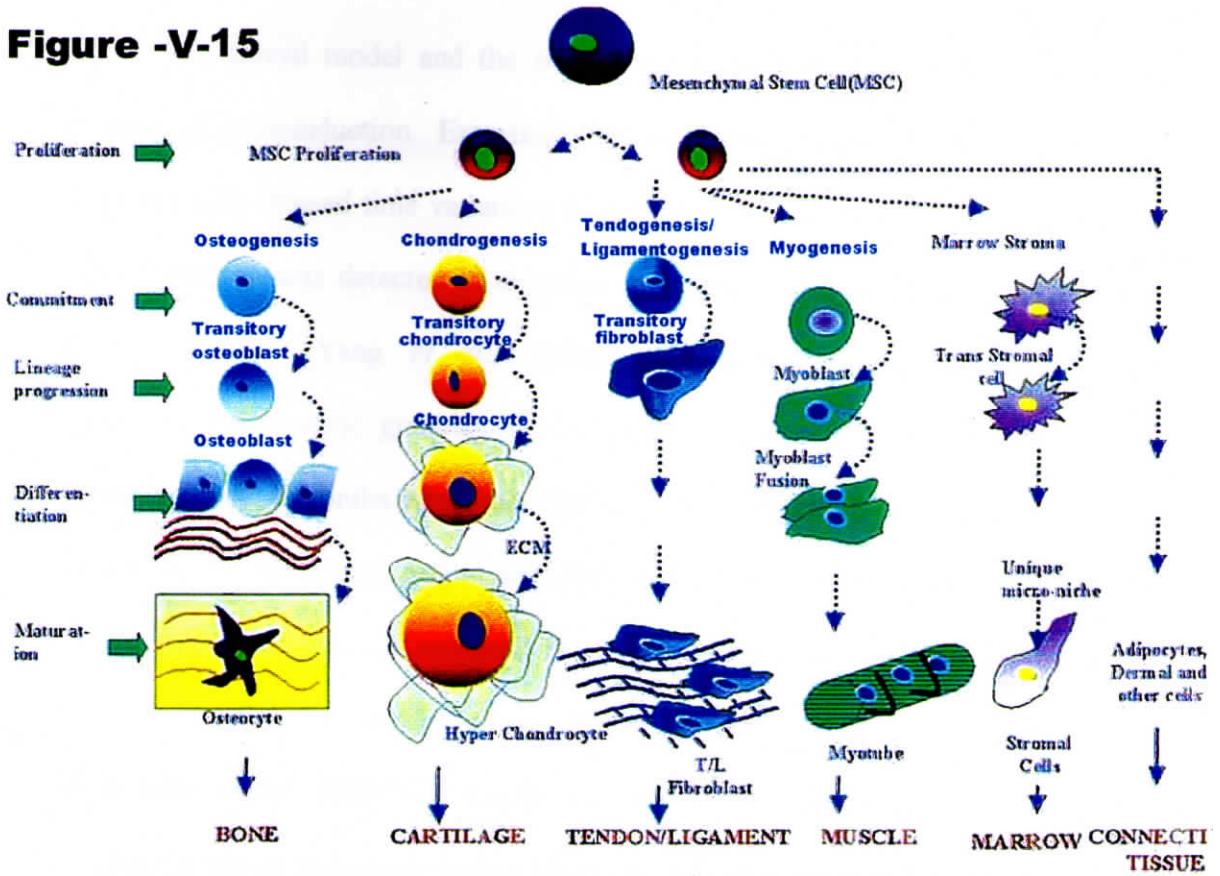 Figure -V-15
Mesenchymal Stem Cell(MSC)
Proliferation
MSC Proliferation
Osteogenesis
Chondrogenesis
Tendogenesis/
Ligamentogenesis
Myogenesis
Marrow Stroma
Commitment
Transitory
osteoblast
Transitory
chondrocyte
Transitory
fibroblast
Lineage
progression
Myoblast
Trans Stromal
cell
Osteoblast
Chondrocyte
Myoblast
Fusion
Differen-
tiation
ECM
Unique
micro-niche
Maturat-
ion
Adipocytes,
Dermal and
other cells
Osteocyte
Hyper Chondrocyte
T/L
Fibroblast
Myotube
Stromal
Cells
BONE
CARTILAGE
TENDON/LIGAMENT
MUSCLE
MARROW
CONNECTI
TISSUE